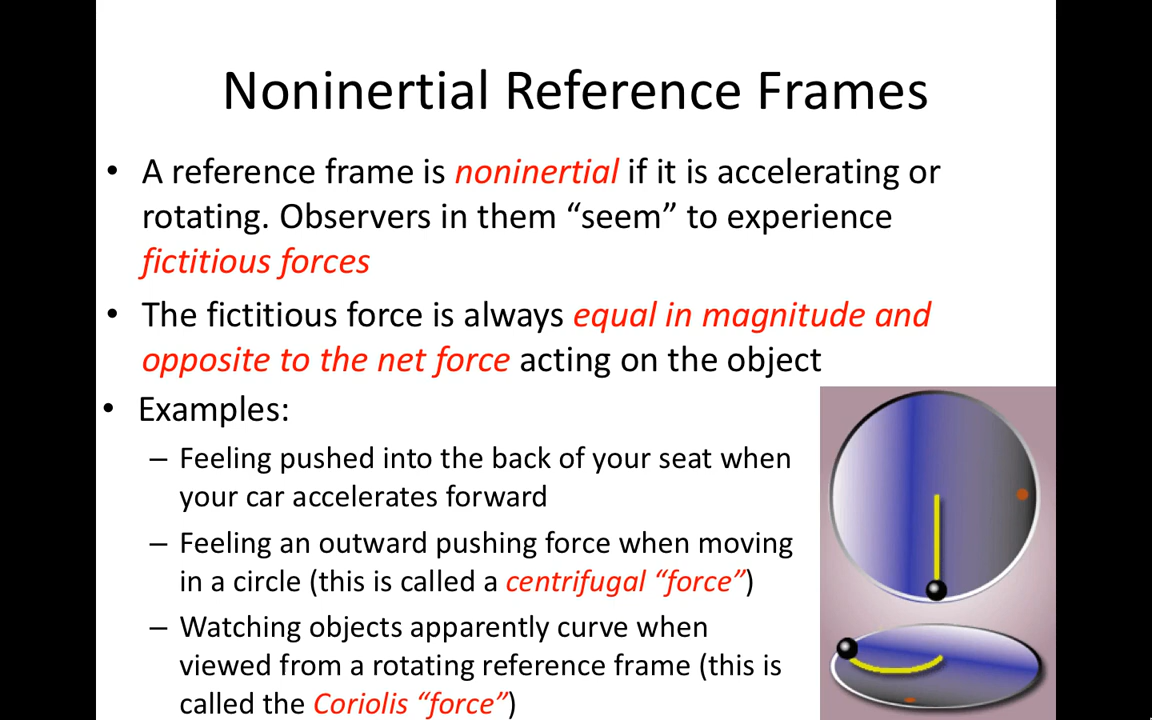 Noninertial Reference Frames
• A reference frame is noninertial if it is accelerating or
rotating. Observers in them “seem” to experience
fictitious forces
• The fictitious force is always equal in magnitude and
opposite to the net force acting on the object
• Examples:
– Feeling pushed into the back of your seat when
your car accelerates forward
– Feeling an outward pushing force when moving
in a circle (this is called a centrifugal “force”)
– Watching objects apparently curve when
viewed from a rotating reference frame (this is
called the Coriolis “force”)